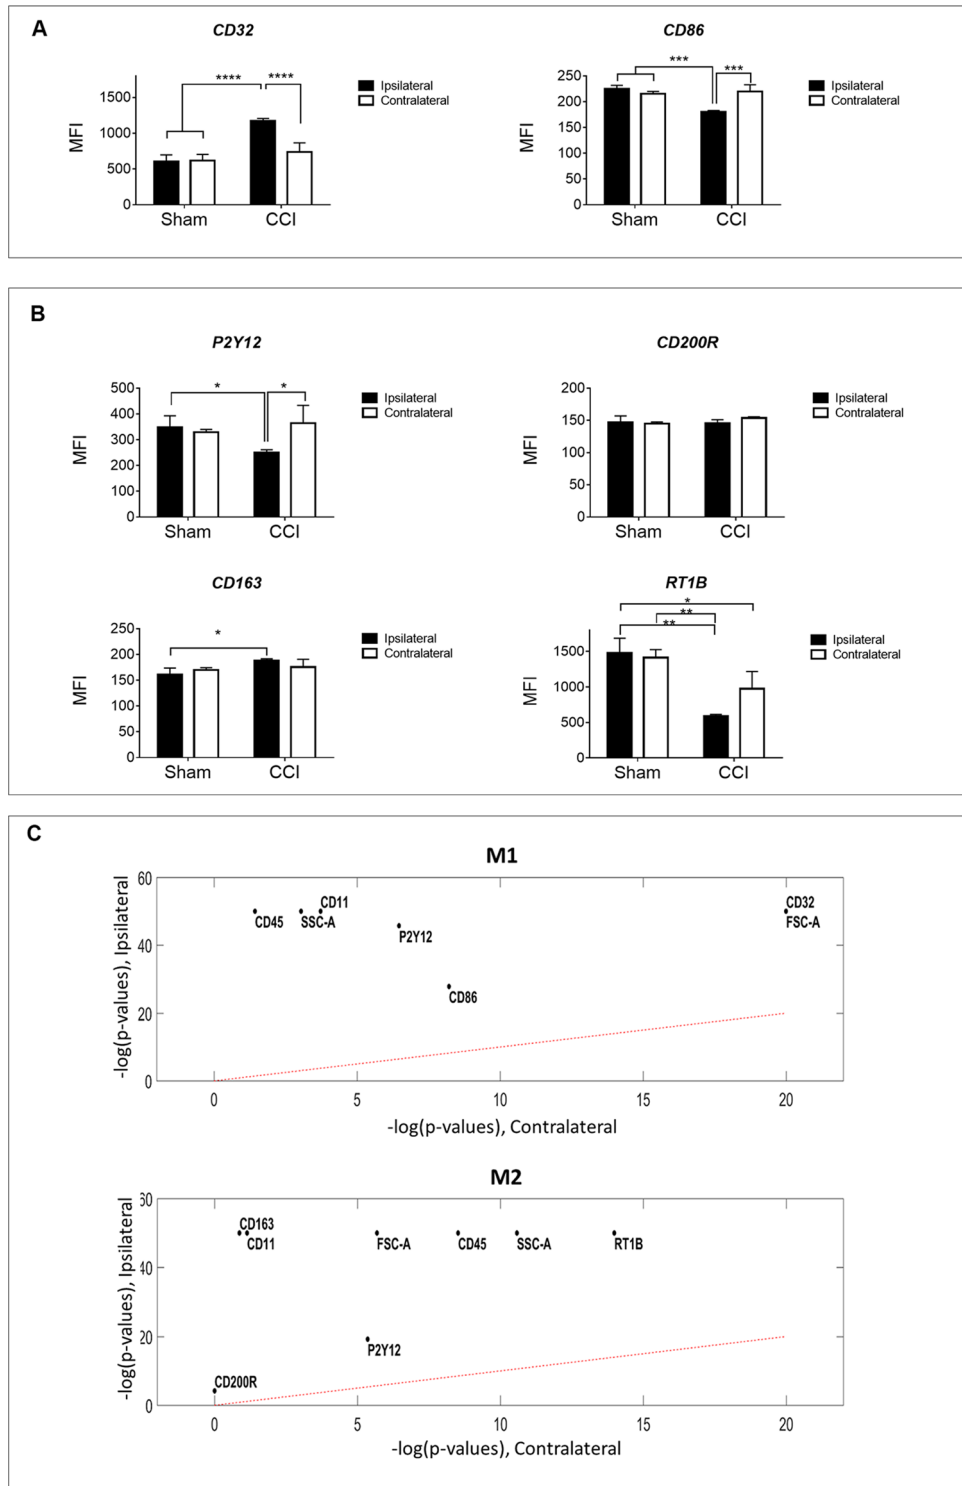 A
CD32
MFI
1500
1000
500
0
**** ****
Sham CCI
Ipsilateral
Contralateral
CD86
MFI
250
200
150
100
50
0
*** ***
Sham CCI
Ipsilateral
Contralateral
B
P2Y12
MFI
500
400
300
200
100
0
* *
Sham CCI
Ipsilateral
Contralateral
CD200R
MFI
200
150
100
50
0
Sham CCI
Ipsilateral
Contralateral
CD163
MFI
250
200
150
100
50
0
*
Sham CCI
Ipsilateral
Contralateral
RT1B
MFI
1500
1000
500
0
*
**
**
Sham CCI
Ipsilateral
Contralateral
C
M1
-log(p-values), Ipsilateral
60
40
20
0
CD45
SSC-A
CD11
P2Y12
CD86
CD32
FSC-A
0 5 10 15 20
-log(p-values), Contralateral
M2
-log(p-values), Ipsilateral
60
40
20
0
CD163
CD11
FSC-A
CD45
SSC-A
RT1B
P2Y12
CD200R
0 5 10 15 20
-log(p-values), Contralateral